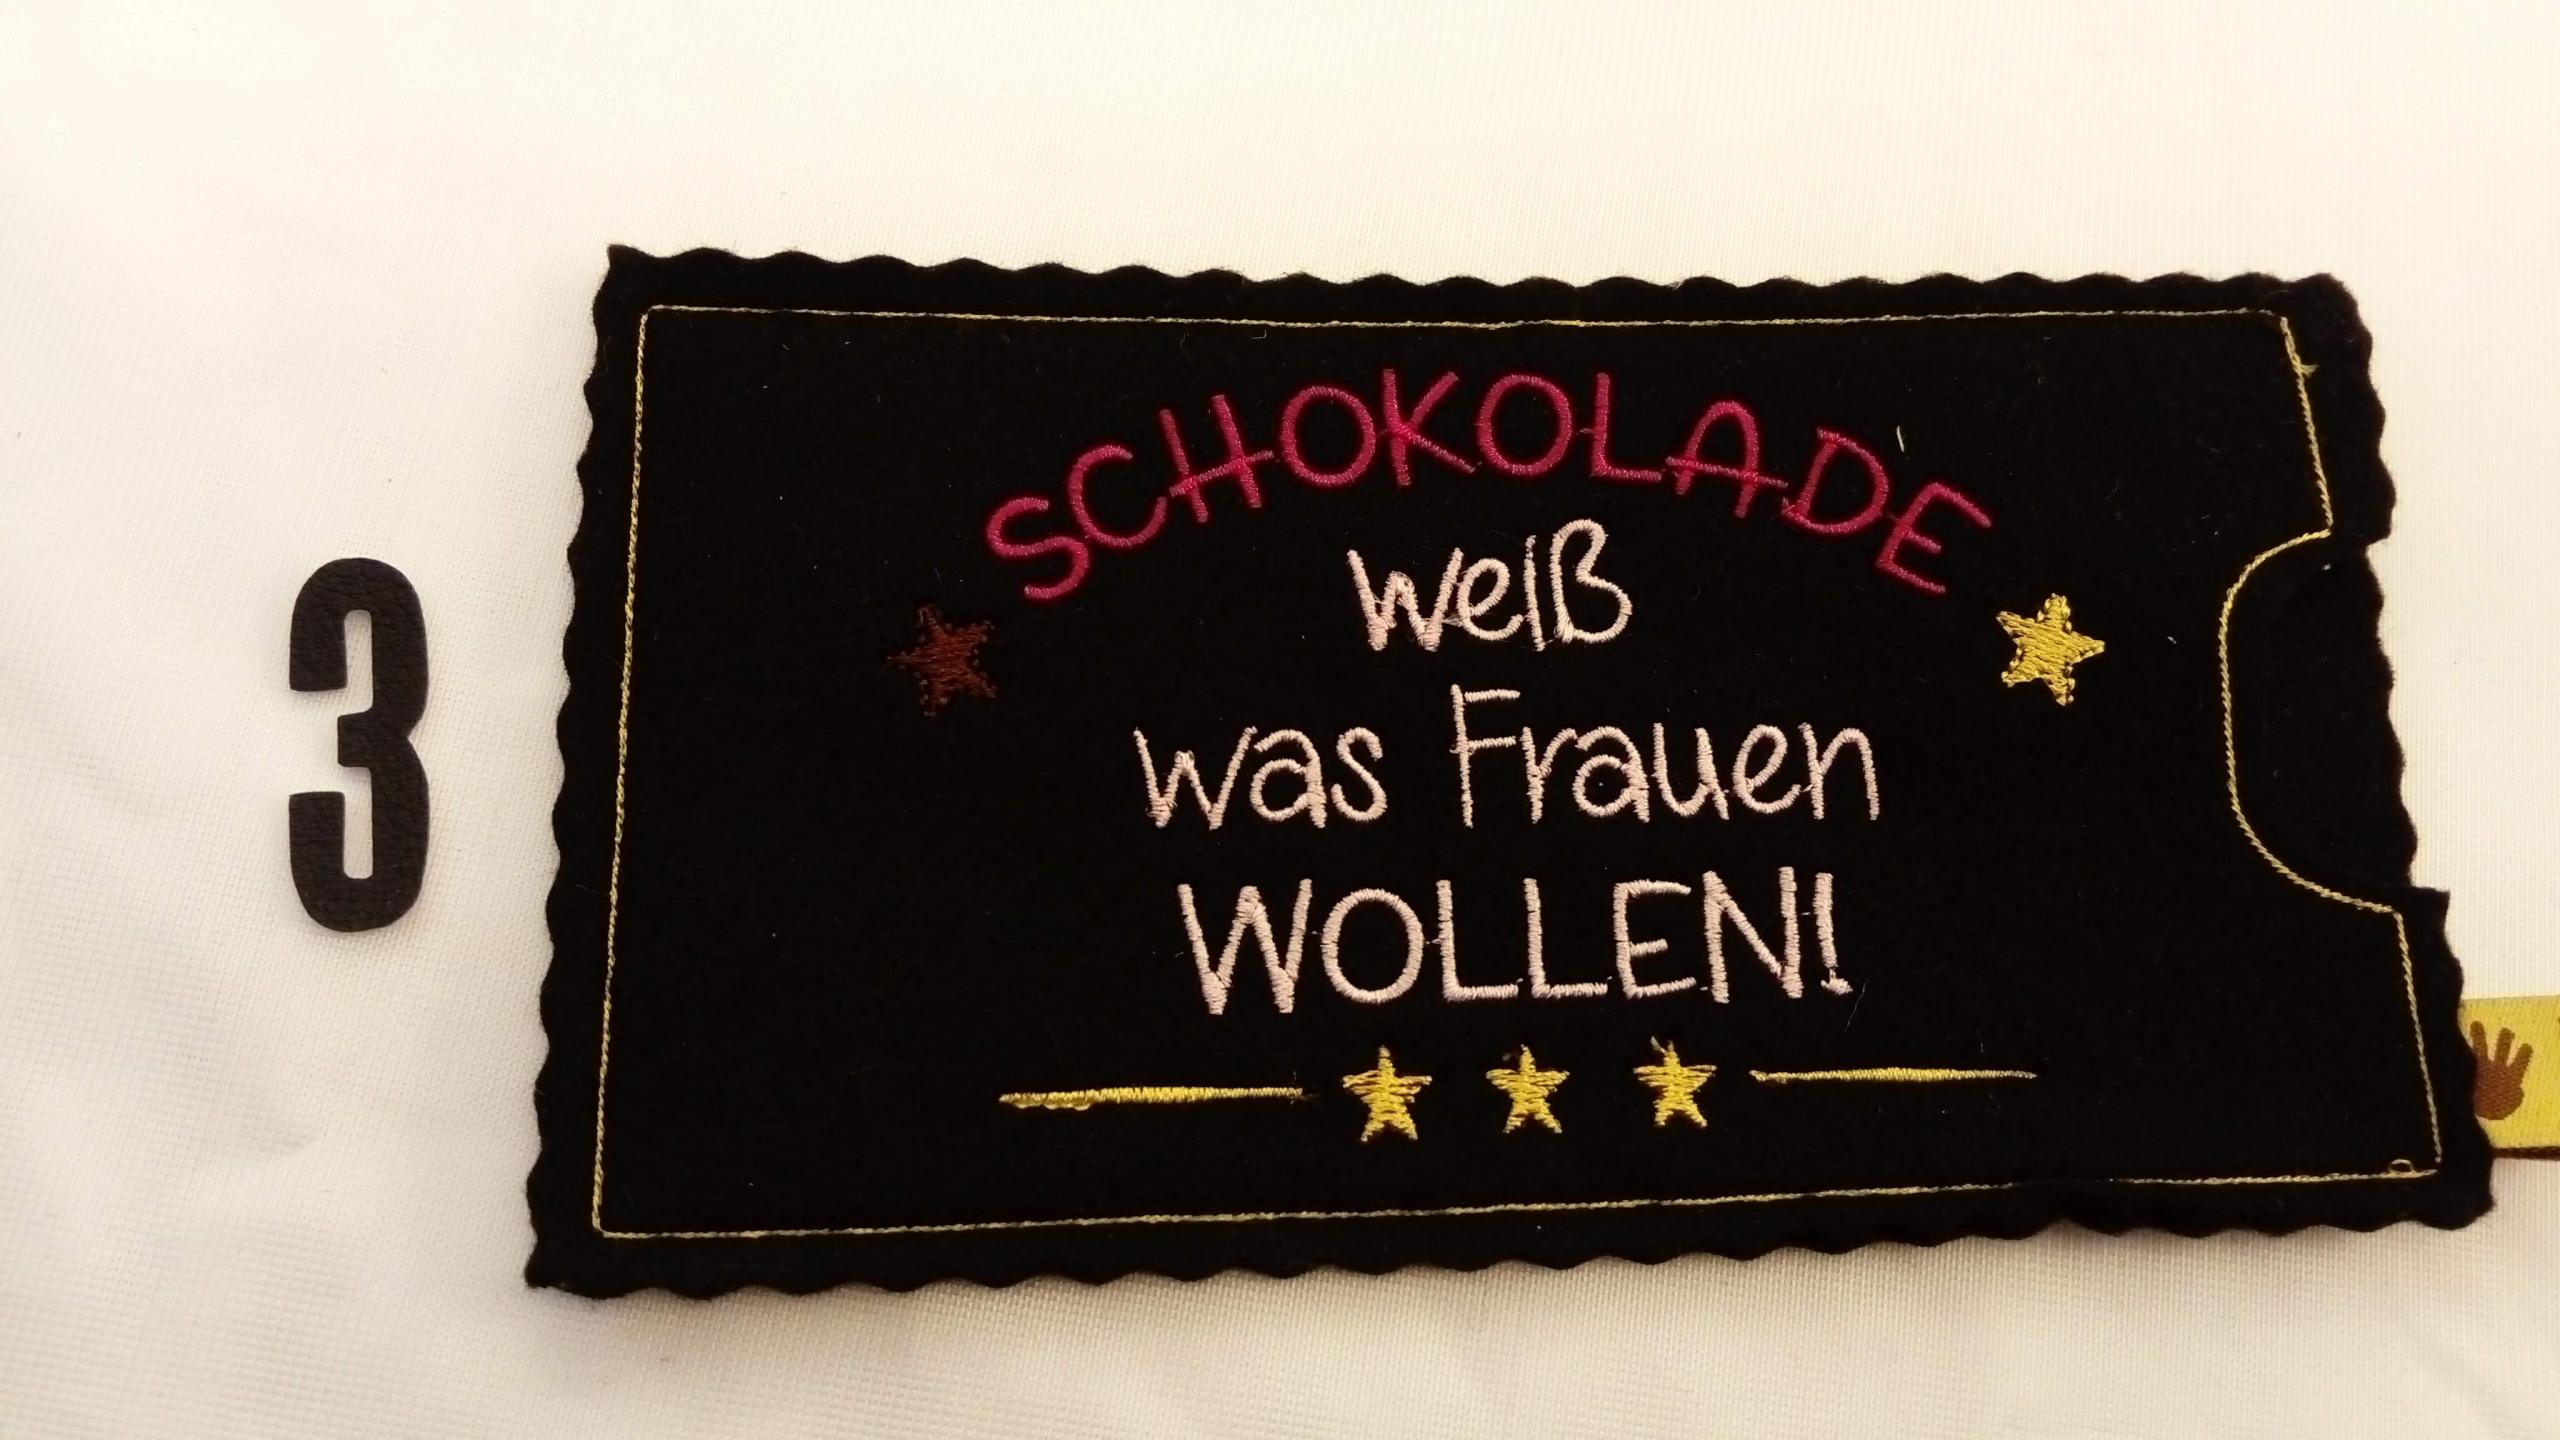 3
SCHOKOLADE
weiß
was Frauen
WOLLEN!